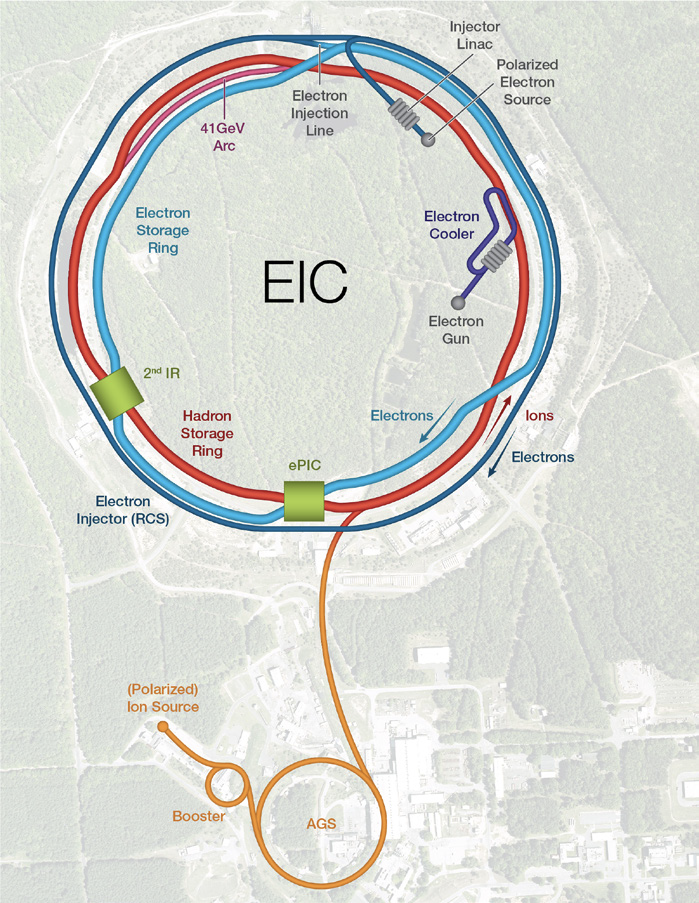 Injector
Linac
Polarized
Electron
Source
Electron
Injection
Line
41GeV
Arc
Electron
Storage
Ring
Electron
Cooler
EIC
Electron
Gun
2nd IR
Hadron
Storage
Ring
Electrons
Ions
Electrons
ePIC
Electron
Injector (RCS)
(Polarized)
Ion Source
Booster
AGS